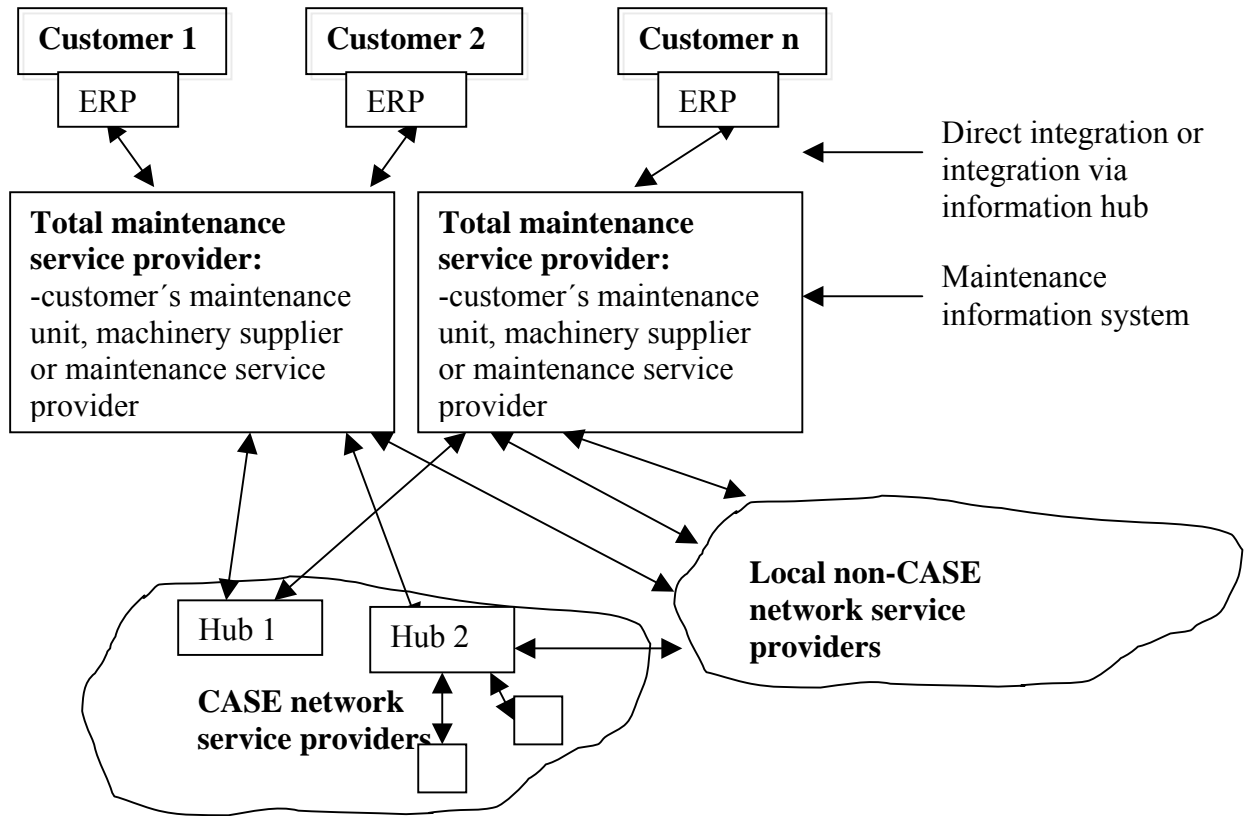 Customer 1
Customer 2
Customer n
ERP
ERP
ERP
Direct integration or
integration via
information hub
Total maintenance
service provider:
-customer´s maintenance
unit, machinery supplier
or maintenance service
provider
Total maintenance
service provider:
-customer´s maintenance
unit, machinery supplier
or maintenance service
provider
Maintenance
information system
Local non-CASE
network service
providers
Hub 1
Hub 2
CASE network
service providers